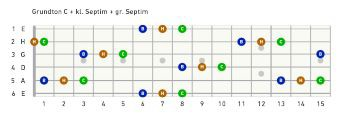 Grundton C + kl. Septim + gr. Septim
1 E B H C
2 H H C B H C
3 G B H C B
4 D B H C
5 A B H C B H C
6 E B H C
1 2 3 4 5 6 7 8 9 10 11 12 13 14 15